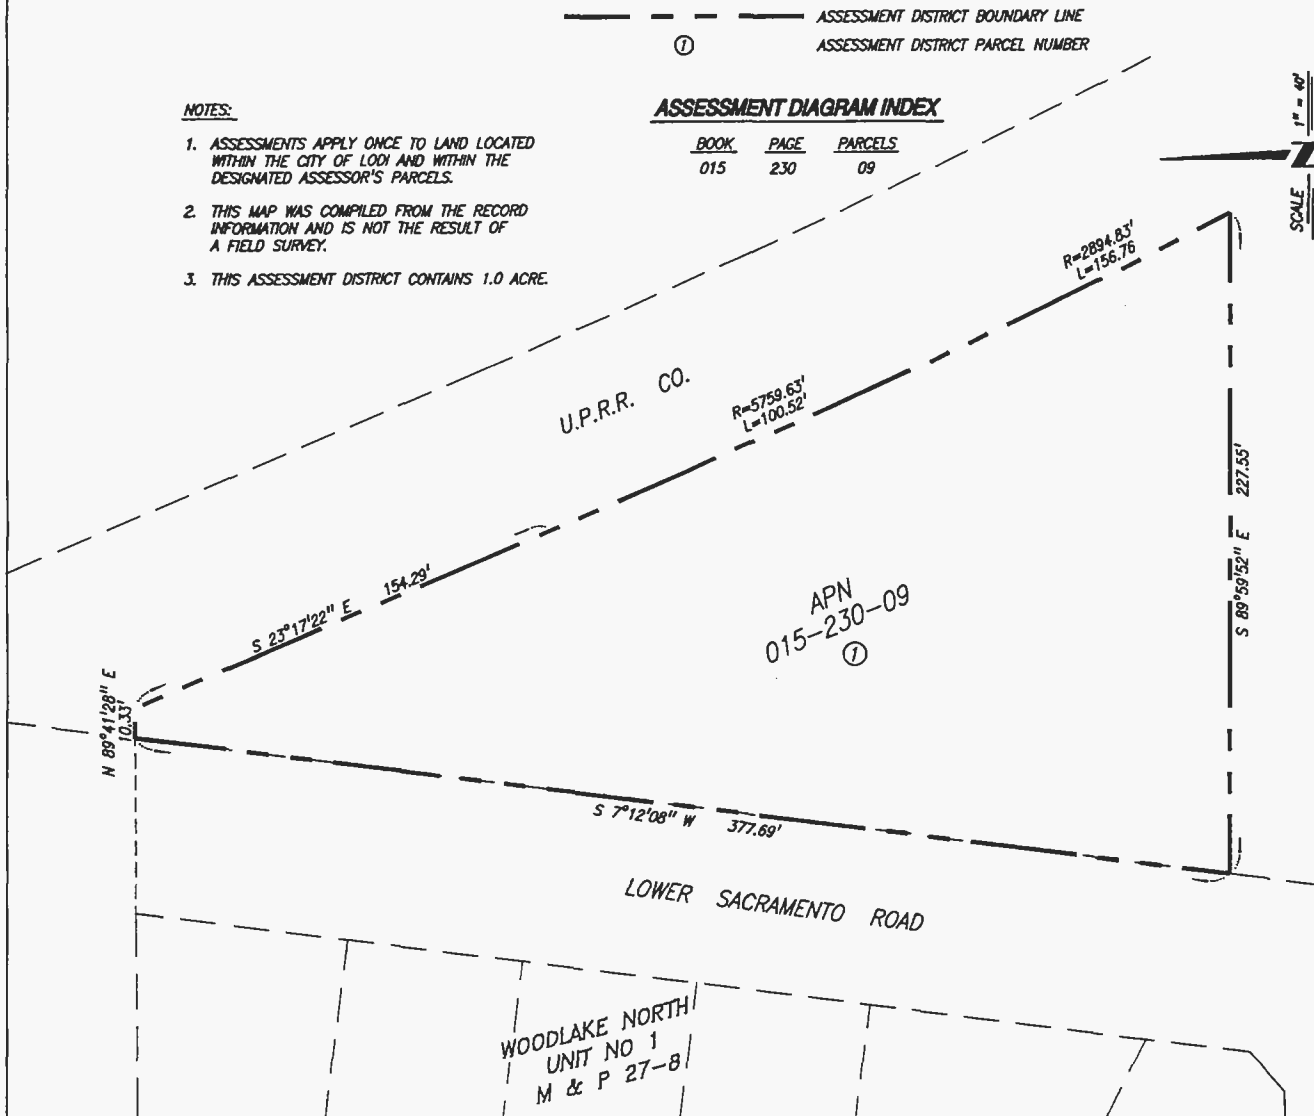 ASSESSMENT DISTRICT BOUNDARY LINE
1 ASSESSMENT DISTRICT PARCEL NUMBER
NOTES:
1. ASSESSMENTS APPLY ONCE TO LAND LOCATED
WITHIN THE CITY OF LODI AND WITHIN THE
DESIGNATED ASSESSOR'S PARCELS.
2. THIS MAP WAS COMPILED FROM THE RECORD
INFORMATION AND IS NOT THE RESULT OF
A FIELD SURVEY.
3. THIS ASSESSMENT DISTRICT CONTAINS 1.0 ACRE.
ASSESSMENT DIAGRAM INDEX
BOOK PAGE PARCELS
015 230 09
SCALE 1" = 40'
R=2894.83'
L=156.76
U.P.R.R. CO.
R=5759.63'
L=100.52'
S 23°17'22" E 154.29'
APN
015-230-09
1
S 89°59'52" E 227.55'
N 89°41'28" E
10.33'
S 7°12'08" W 377.69'
LOWER SACRAMENTO ROAD
WOODLAKE NORTH
UNIT NO 1
M & P 27-8